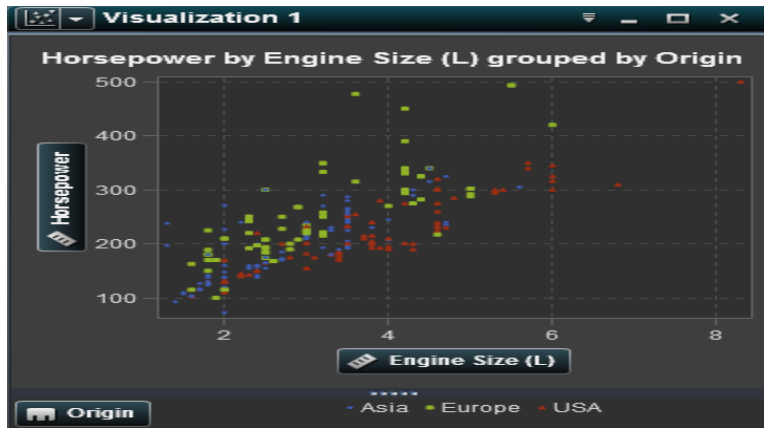 Visualization 1
Horsepower by Engine Size (L) grouped by Origin
500
400
300
200
100
Horsepower
2 4 6 8
Engine Size (L)
Origin
Asia Europe USA